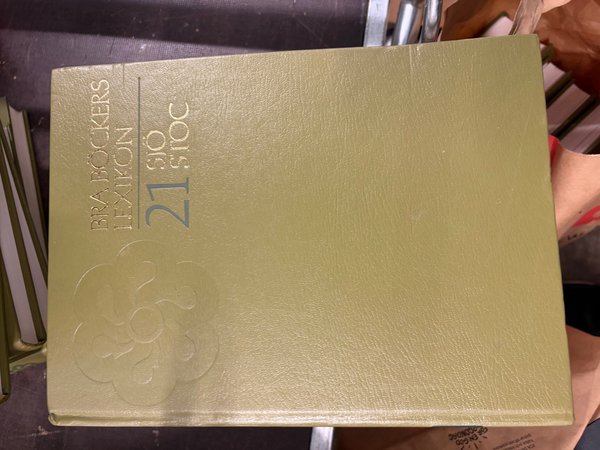 BRA BÖCKERS
LEXIKON
21
SJÖ
STOC